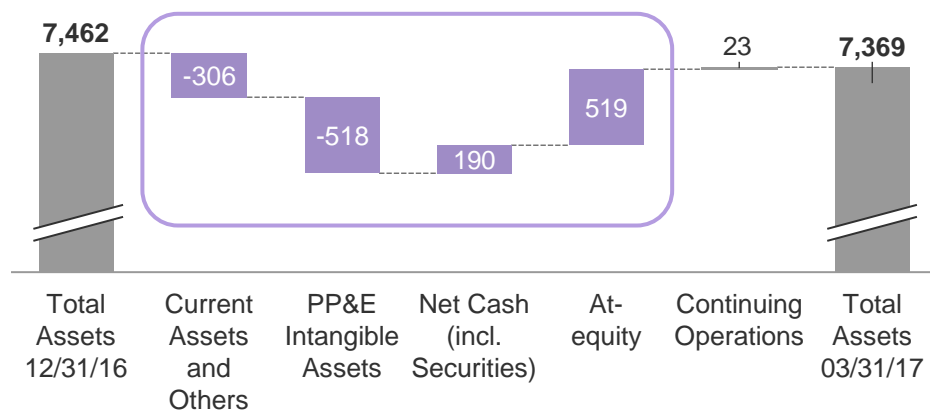 7,462
-306
-518
190
519
23
7,369
Total
Assets
12/31/16
Current
Assets
and
Others
PP&E
Intangible
Assets
Net Cash
(incl.
Securities)
At-
equity
Continuing
Operations
Total
Assets
03/31/17